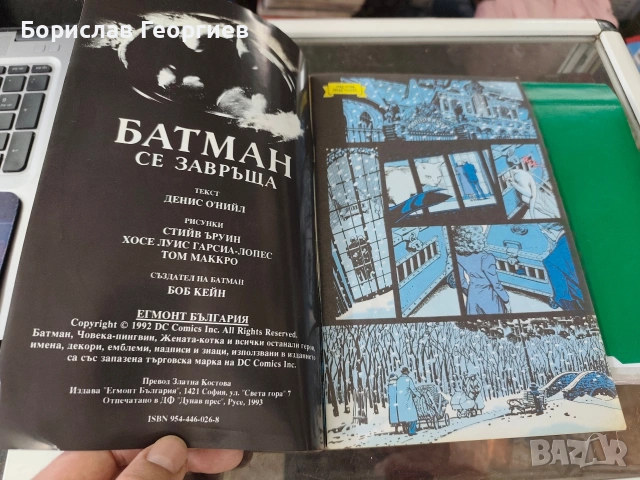 Борислав Георгиев
БАТМАН
СЕ ЗАВРЪЩА
ТЕКСТ
ДЕНИС О'НИЙЛ
РИСУНКИ
СТИЙВ ЪРУИН
ХОСЕ ЛУИС ГАРСИА-ЛОПЕС
ТОМ МАККРО
СЪЗДАТЕЛ НА БАТМАН
БОБ КЕЙН
ЕГМОНТ БЪЛГАРИЯ
Copyright © 1992 DC Comics Inc. All Rights Reserved.
Батман, Човека-пингвин, Жената-котка и всички останали герои,
имена, декори, емблеми, надписи и знаци, използвани в изданието
са със запазена търговска марка на DC Comics Inc.
Превод Златна Костова
Издава "Егмонт България", 1421 София, ул. "Света гора" 7
Отпечатано в ДФ "Дунав прес", Русе, 1993
ISBN 954-446-026-8
BAZAR